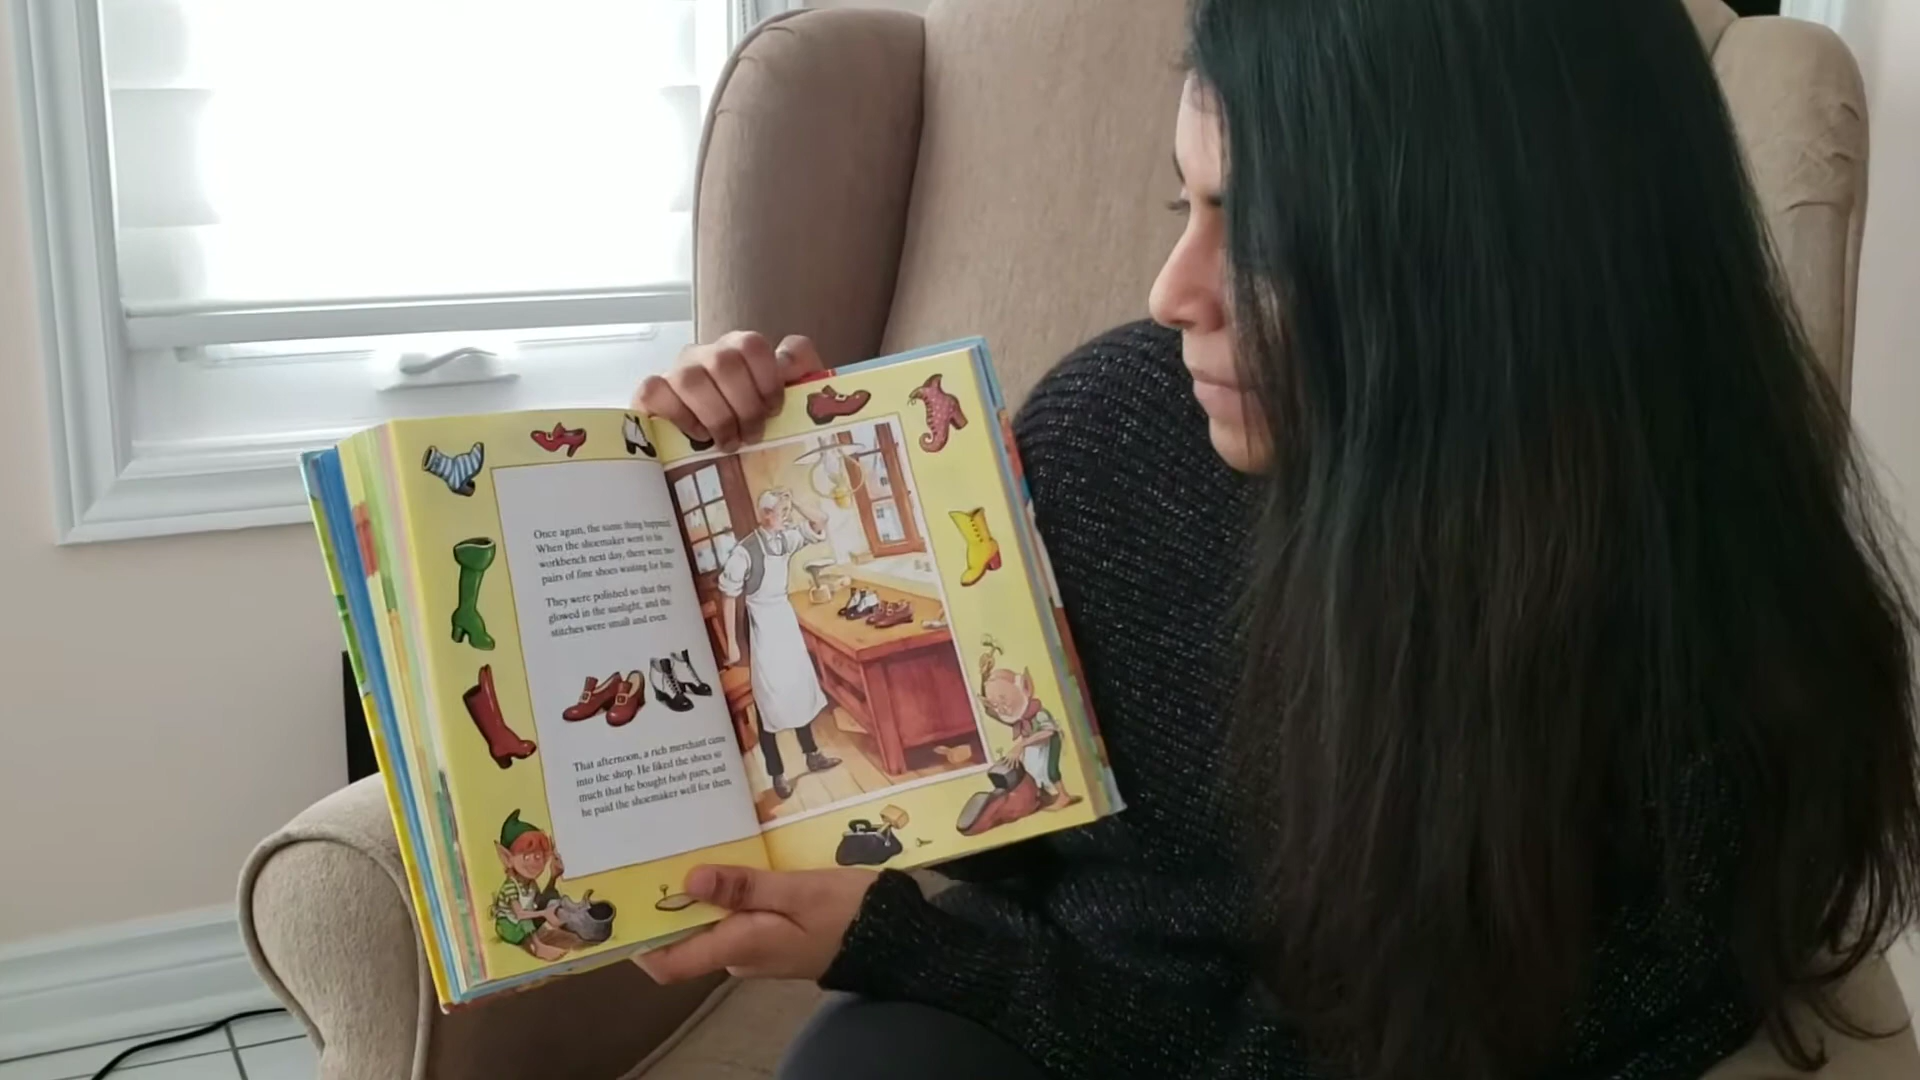 Once again, the same thing happened.
When the shoemaker went to his
workbench next day, there were two
pairs of fine shoes waiting for him.
They were polished so that they
glowed in the sunlight, and the
stitches were small and even.
That afternoon, a rich merchant came
into the shop. He liked the shoes so
much that he bought both pairs, and
he paid the shoemaker well for them.